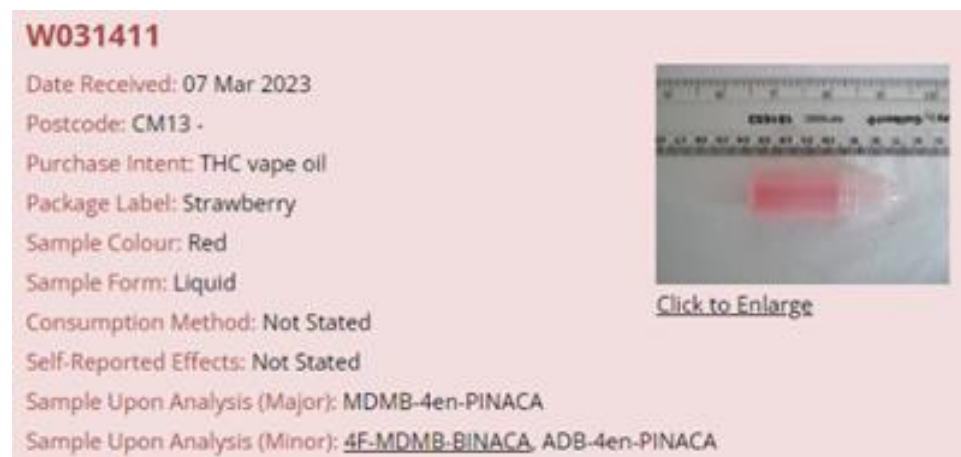 W031411
Date Received: 07 Mar 2023
Postcode: CM13 -
Purchase Intent: THC vape oil
Package Label: Strawberry
Sample Colour: Red
Sample Form: Liquid
Click to Enlarge
Consumption Method: Not Stated
Self-Reported Effects: Not Stated
Sample Upon Analysis (Major): MDMB-4en-PINACA
Sample Upon Analysis (Minor): 4F-MDMB-BINACA, ADB-4en-PINACA